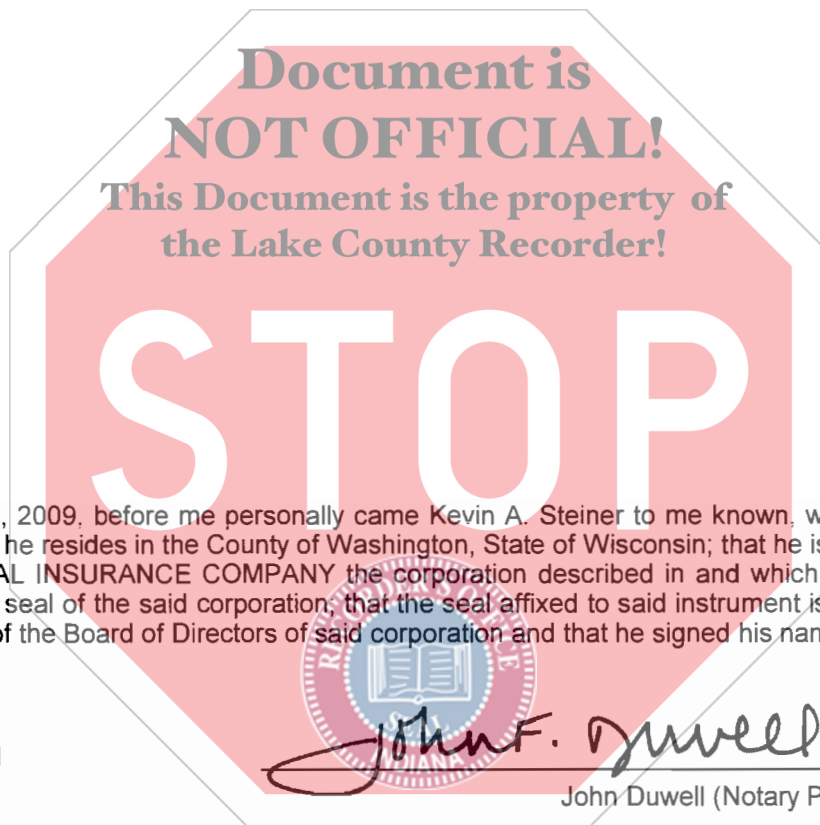 Document is
NOT OFFICIAL!
This Document is the property of
the Lake County Recorder!
STOP
, 2009, before me personally came Kevin A. Steiner to me known, w
he resides in the County of Washington, State of Wisconsin; that he is
AL INSURANCE COMPANY the corporation described in and which
seal of the said corporation; that the seal affixed to said instrument is
of the Board of Directors of said corporation and that he signed his nam
RECORDER'S OFFICE
SEAL
INDIANA
John F. Duwell
John Duwell (Notary P